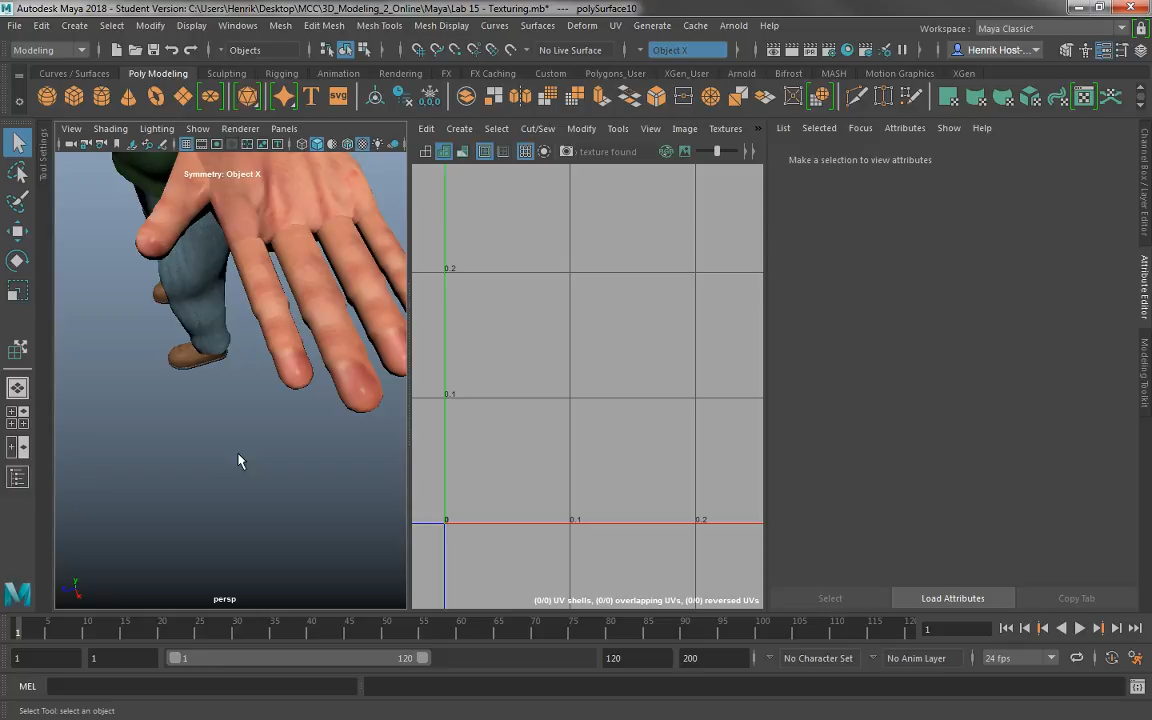 Autodesk Maya 2018 - Student Version: C:\Users\Henrik\Desktop\MCC\3D_Modeling_2_Online\Maya\Lab 15 - Texturing.mb* --- polySurface10
File Edit Create Select Modify Display Windows Mesh Edit Mesh Mesh Tools Mesh Display Curves Surfaces Deform UV Generate Cache Arnold Help Workspace : Maya Classic*
Modeling Objects No Live Surface Object X Henrik Host-...
Curves / Surfaces Poly Modeling Sculpting Rigging Animation Rendering FX FX Caching Custom Polygons_User XGen_User Arnold Bifrost MASH Motion Graphics XGen
T svg 0,0,0
View Shading Lighting Show Renderer Panels Edit Create Select Cut/Sew Modify Tools View Image Textures List Selected Focus Attributes Show Help
texture found
Make a selection to view attributes
Symmetry: Object X
Tool Settings
Channel Box / Layer Editor
Attribute Editor
Modeling Toolkit
0.2
0.1
0 0.1 0.2
y
persp
(0/0) UV shells, (0/0) overlapping UVs, (0/0) reversed UVs
Select Load Attributes Copy Tab
1 5 10 15 20 25 30 35 40 45 50 55 60 65 70 75 80 85 90 95 100 105 110 115 120 1
1 1 1 120 120 200 No Character Set No Anim Layer 24 fps
MEL
Select Tool: select an object